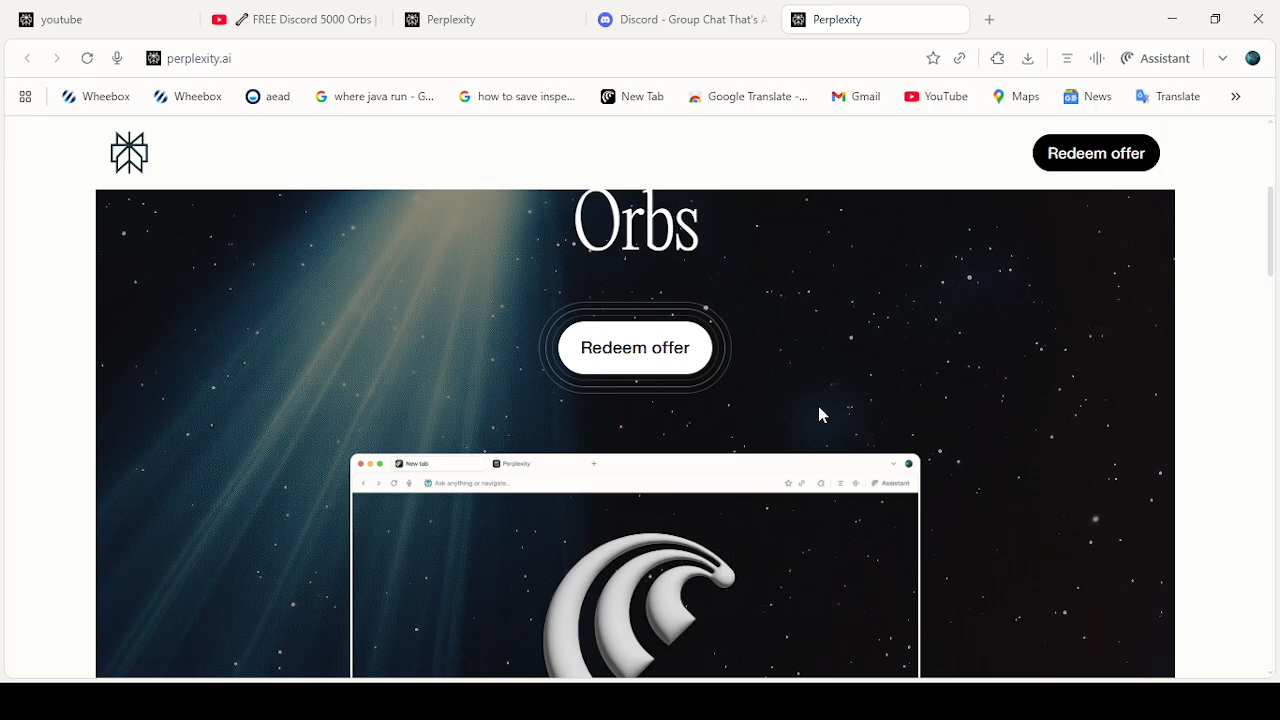 youtube
FREE Discord 5000 Orbs |
Perplexity
Discord - Group Chat That's A
Perplexity
perplexity.ai
Assistant
Wheebox
Wheebox
aead
where java run - G...
how to save inspe...
New Tab
Google Translate -...
Gmail
YouTube
Maps
News
Translate
Redeem offer
Orbs
Redeem offer
New tab
Perplexity
Ask anything or navigate...
Assistant